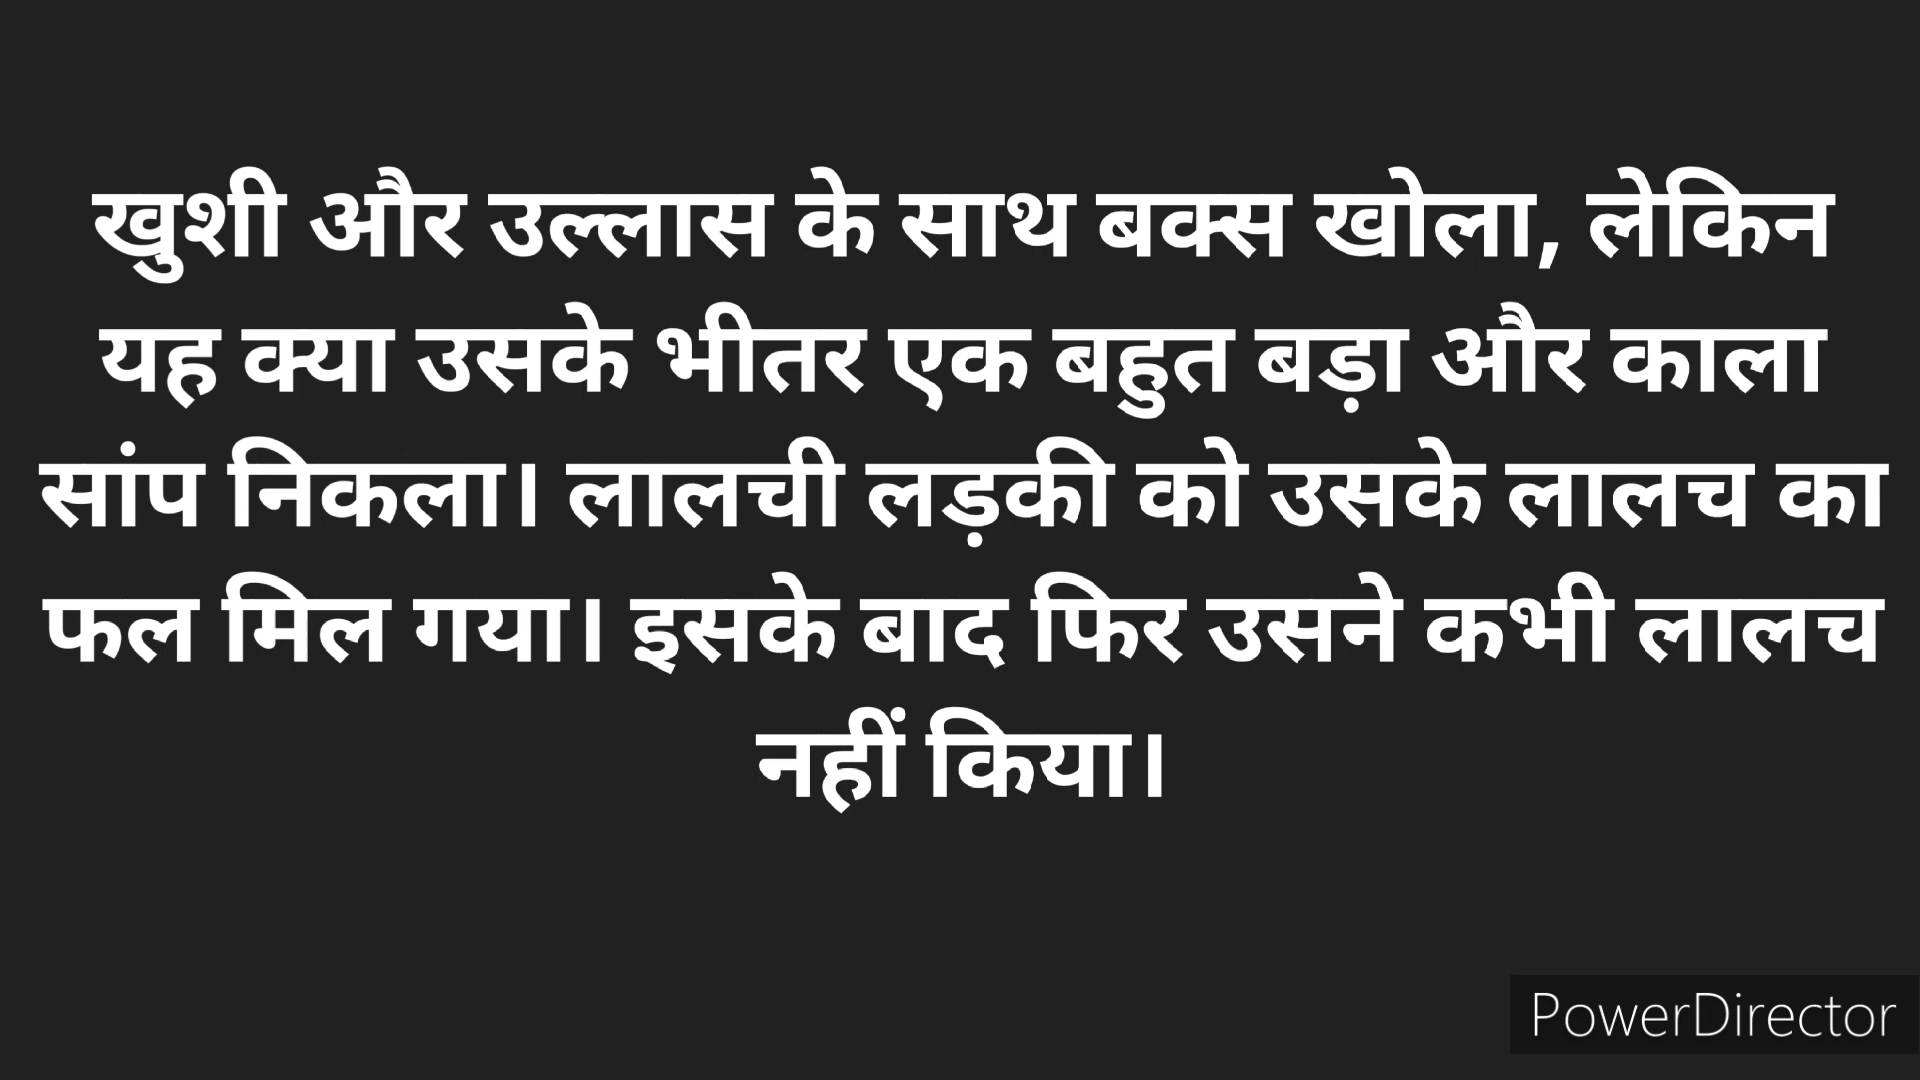 खुशी और उल्लास के साथ बक्स खोला, लेकिन
यह क्या उसके भीतर एक बहुत बड़ा और काला
सांप निकला। लालची लड़की को उसके लालच का
फल मिल गया। इसके बाद फिर उसने कभी लालच
नहीं किया।
PowerDirector